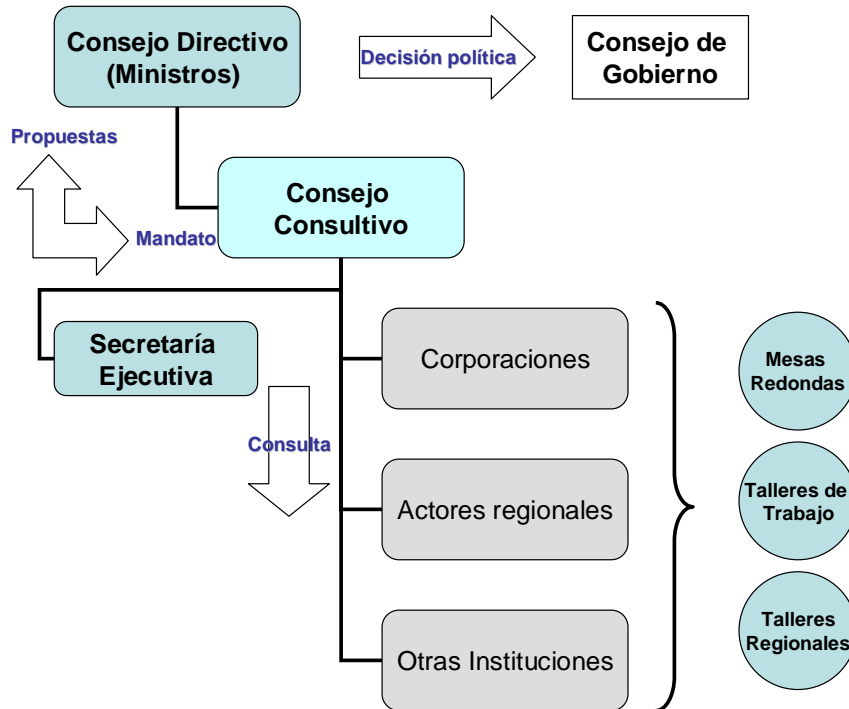 Consejo Directivo
(Ministros)
Decisión política
Consejo de
Gobierno
Propuestas
Mandato
Consejo
Consultivo
Secretaría
Ejecutiva
Consulta
Corporaciones
Actores regionales
Otras Instituciones
Mesas
Redondas
Talleres de
Trabajo
Talleres
Regionales